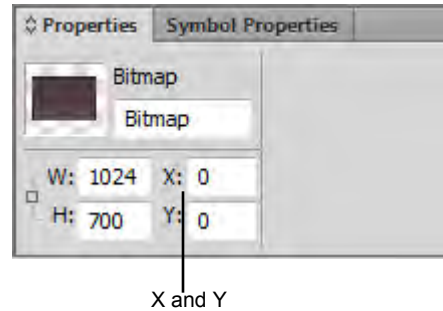 Properties Symbol Properties
Bitmap
Bitmap
W: 1024 X: 0
H: 700 Y: 0
X and Y